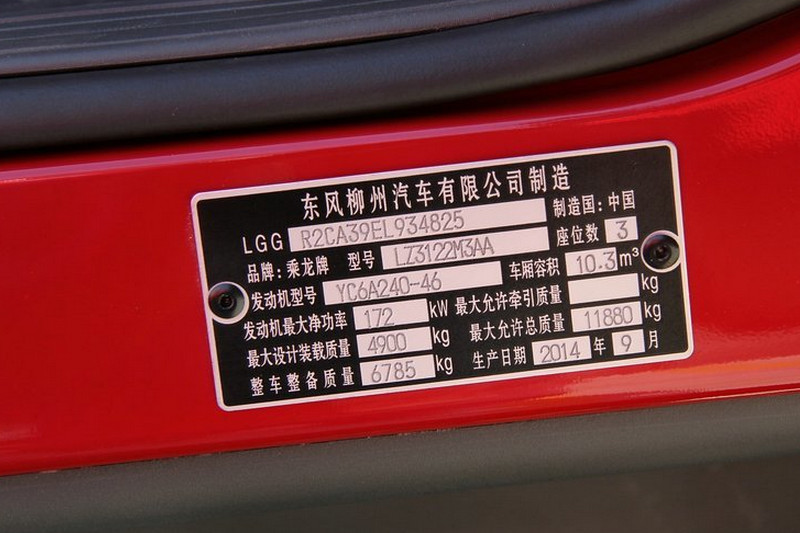 东风柳州汽车有限公司制造
LGG R2CA39EL934825 制造国:中国
品牌:乘龙牌 型号 LZ3122M3AA 座位数 3
发动机型号 YC6A240-46 车厢容积 10.3 m³
发动机最大净功率 172 kW 最大允许牵引质量 kg
最大设计装载质量 4900 kg 最大允许总质量 11880 kg
整车整备质量 6785 kg 生产日期 2014 年 9 月